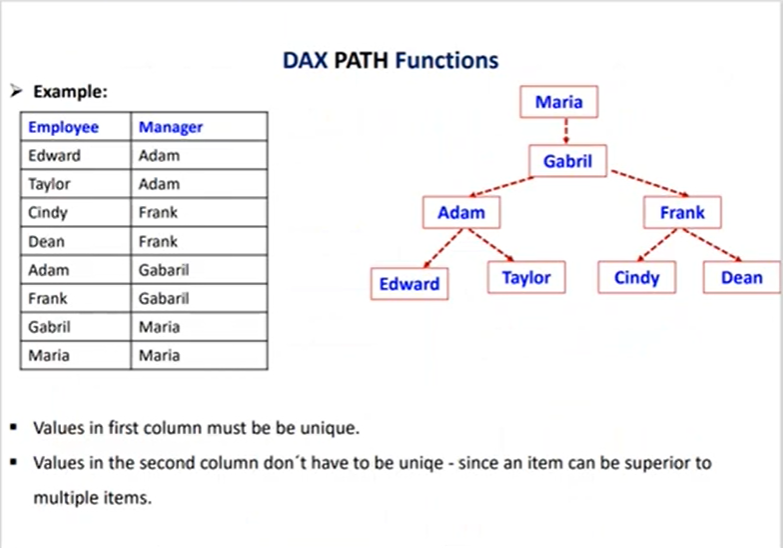 DAX PATH Functions
➢ Example:
Employee Manager
Edward Adam
Taylor Adam
Cindy Frank
Dean Frank
Adam Gabaril
Frank Gabaril
Gabril Maria
Maria Maria
Maria
Gabril
Adam Frank
Edward Taylor Cindy Dean
▪ Values in first column must be be unique.
▪ Values in the second column don´t have to be uniqe - since an item can be superior to
multiple items.